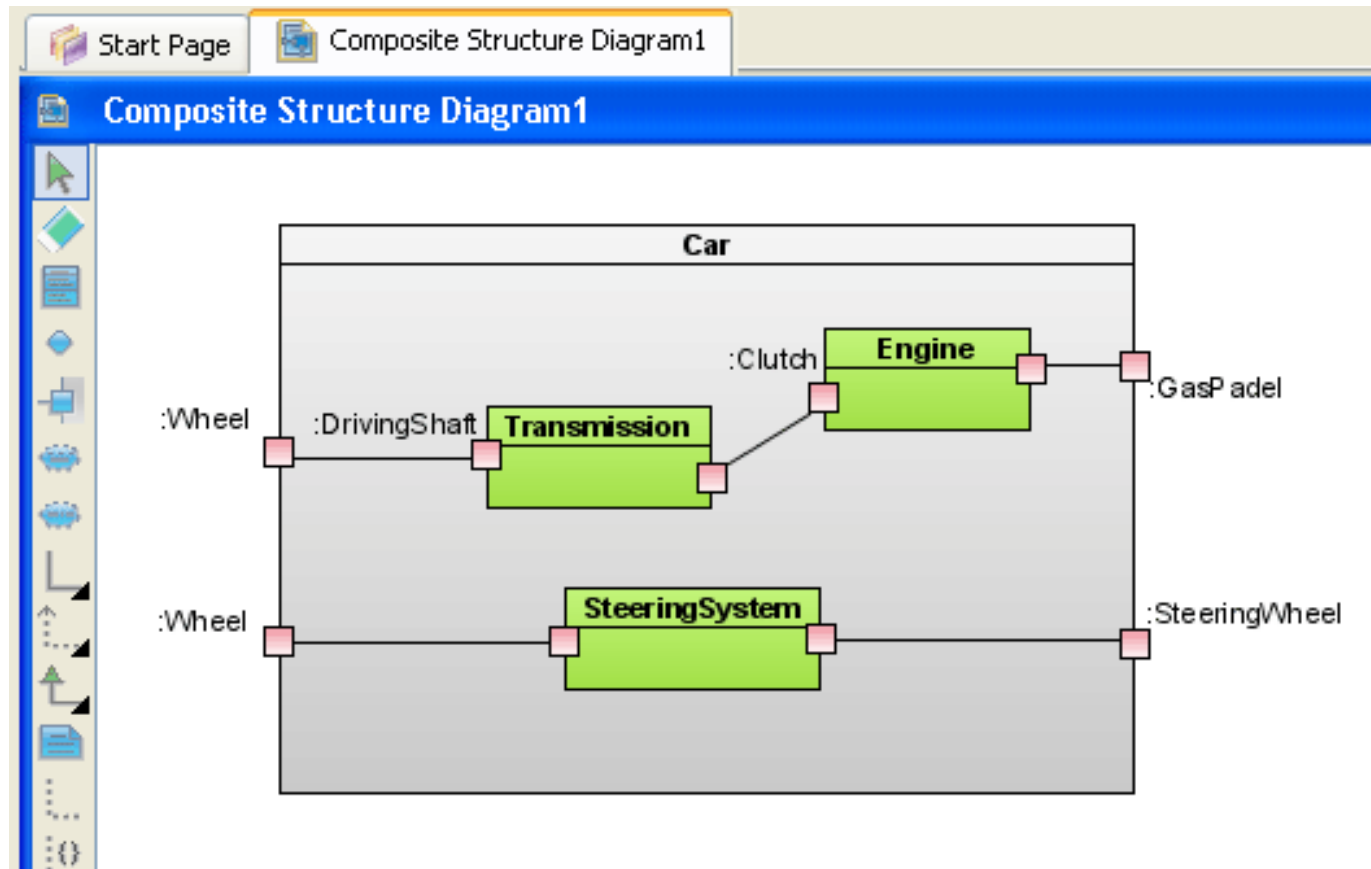 Start Page
Composite Structure Diagram1
Composite Structure Diagram1
Car
:Clutch
Engine
:GasPadel
:Wheel
:DrivingShaft
Transmission
:Wheel
SteeringSystem
:SteeringWheel
{}